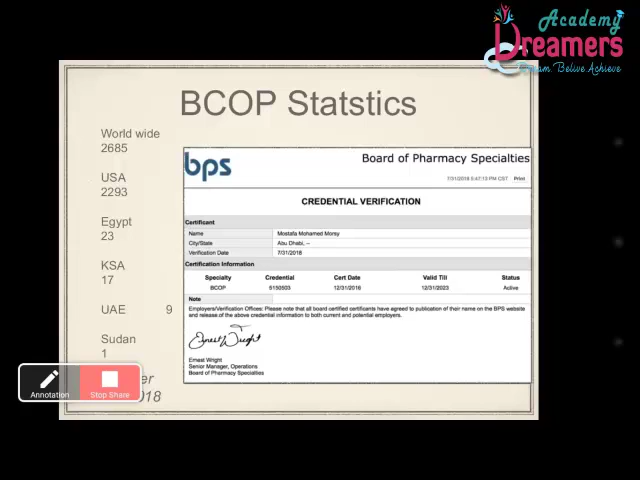 Academy
Dreamers
Belive Achieve
BCOP Statstics
World wide
2685
USA
2293
Egypt
23
KSA
17
UAE 9
Sudan
1
018
bps
Board of Pharmacy Specialties
7/31/2018 5:47:13 PM CST Print
CREDENTIAL VERIFICATION
Certificant
Name Mostafa Mohamed Morsy
City/State Abu Dhabi, --
Verification Date 7/31/2018
Certification Information
Specialty Credential Cert Date Valid Till Status
BCOP 6150503 12/31/2016 12/31/2023 Active
Note
Employers/Verification Offices: Please note that all board certified certificants have agreed to publication of their name on the BPS website
and release of the above credential information to both current and potential employers.
Ernest Wright
Ernest Wright
Senior Manager, Operations
Board of Pharmacy Specialties
Annotation Stop Share